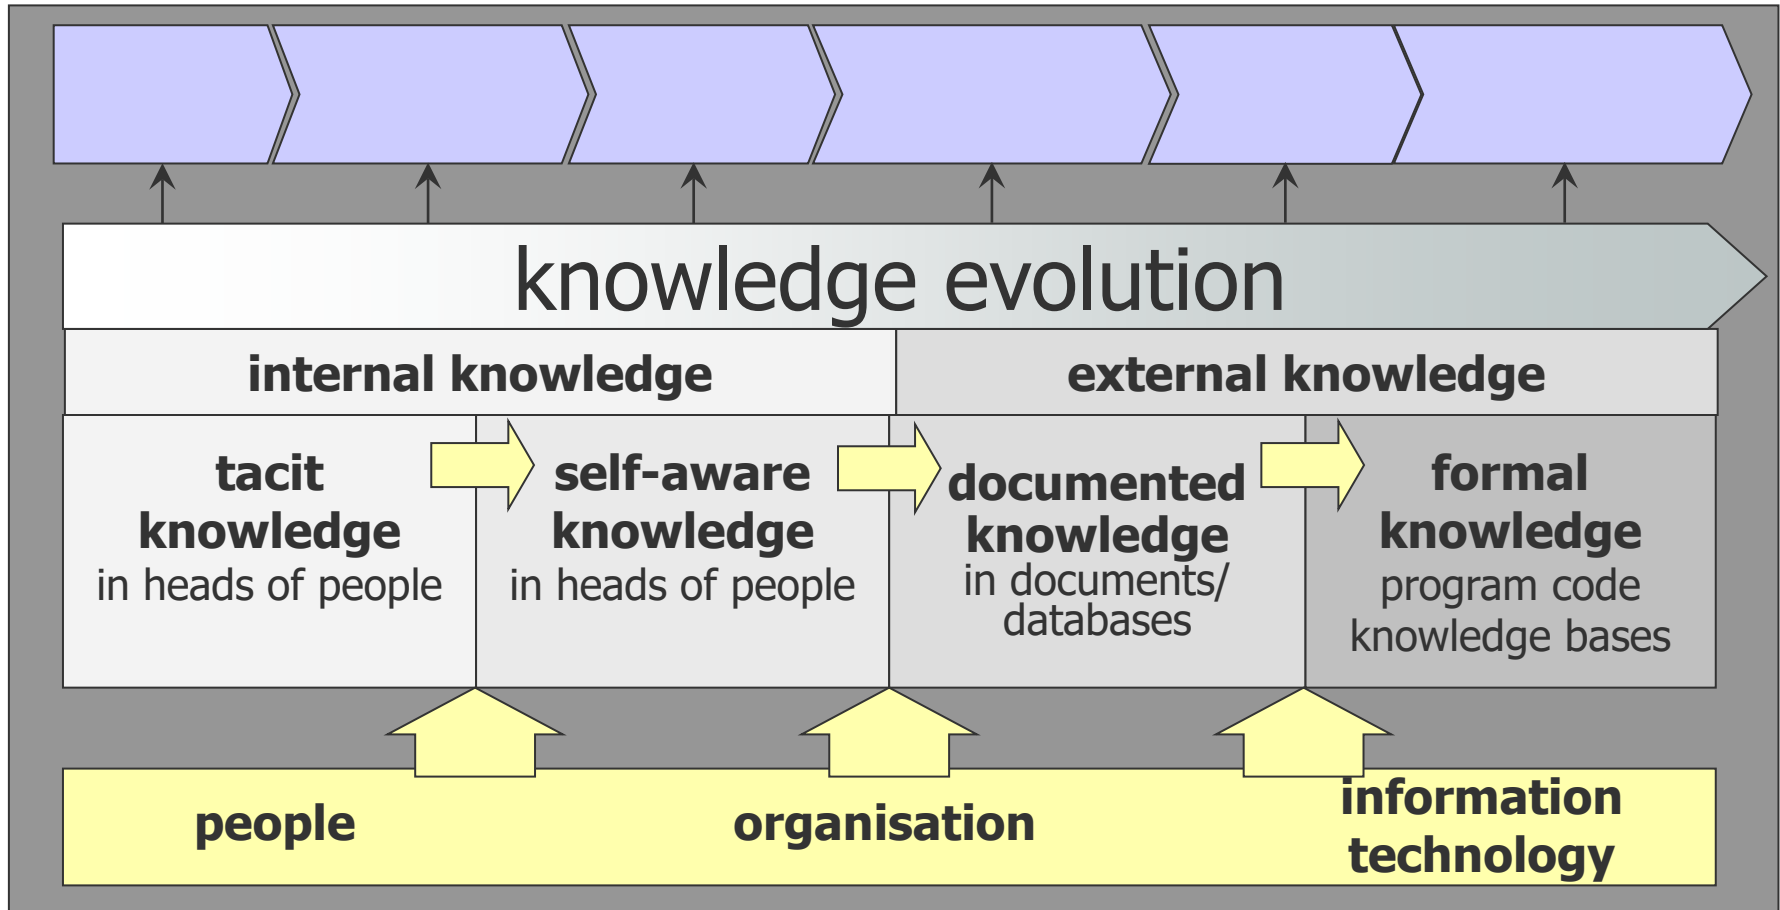 knowledge evolution
internal knowledge
external knowledge
tacit
knowledge
in heads of people
self-aware
knowledge
in heads of people
documented
knowledge
in documents/
databases
formal
knowledge
program code
knowledge bases
people
organisation
information
technology